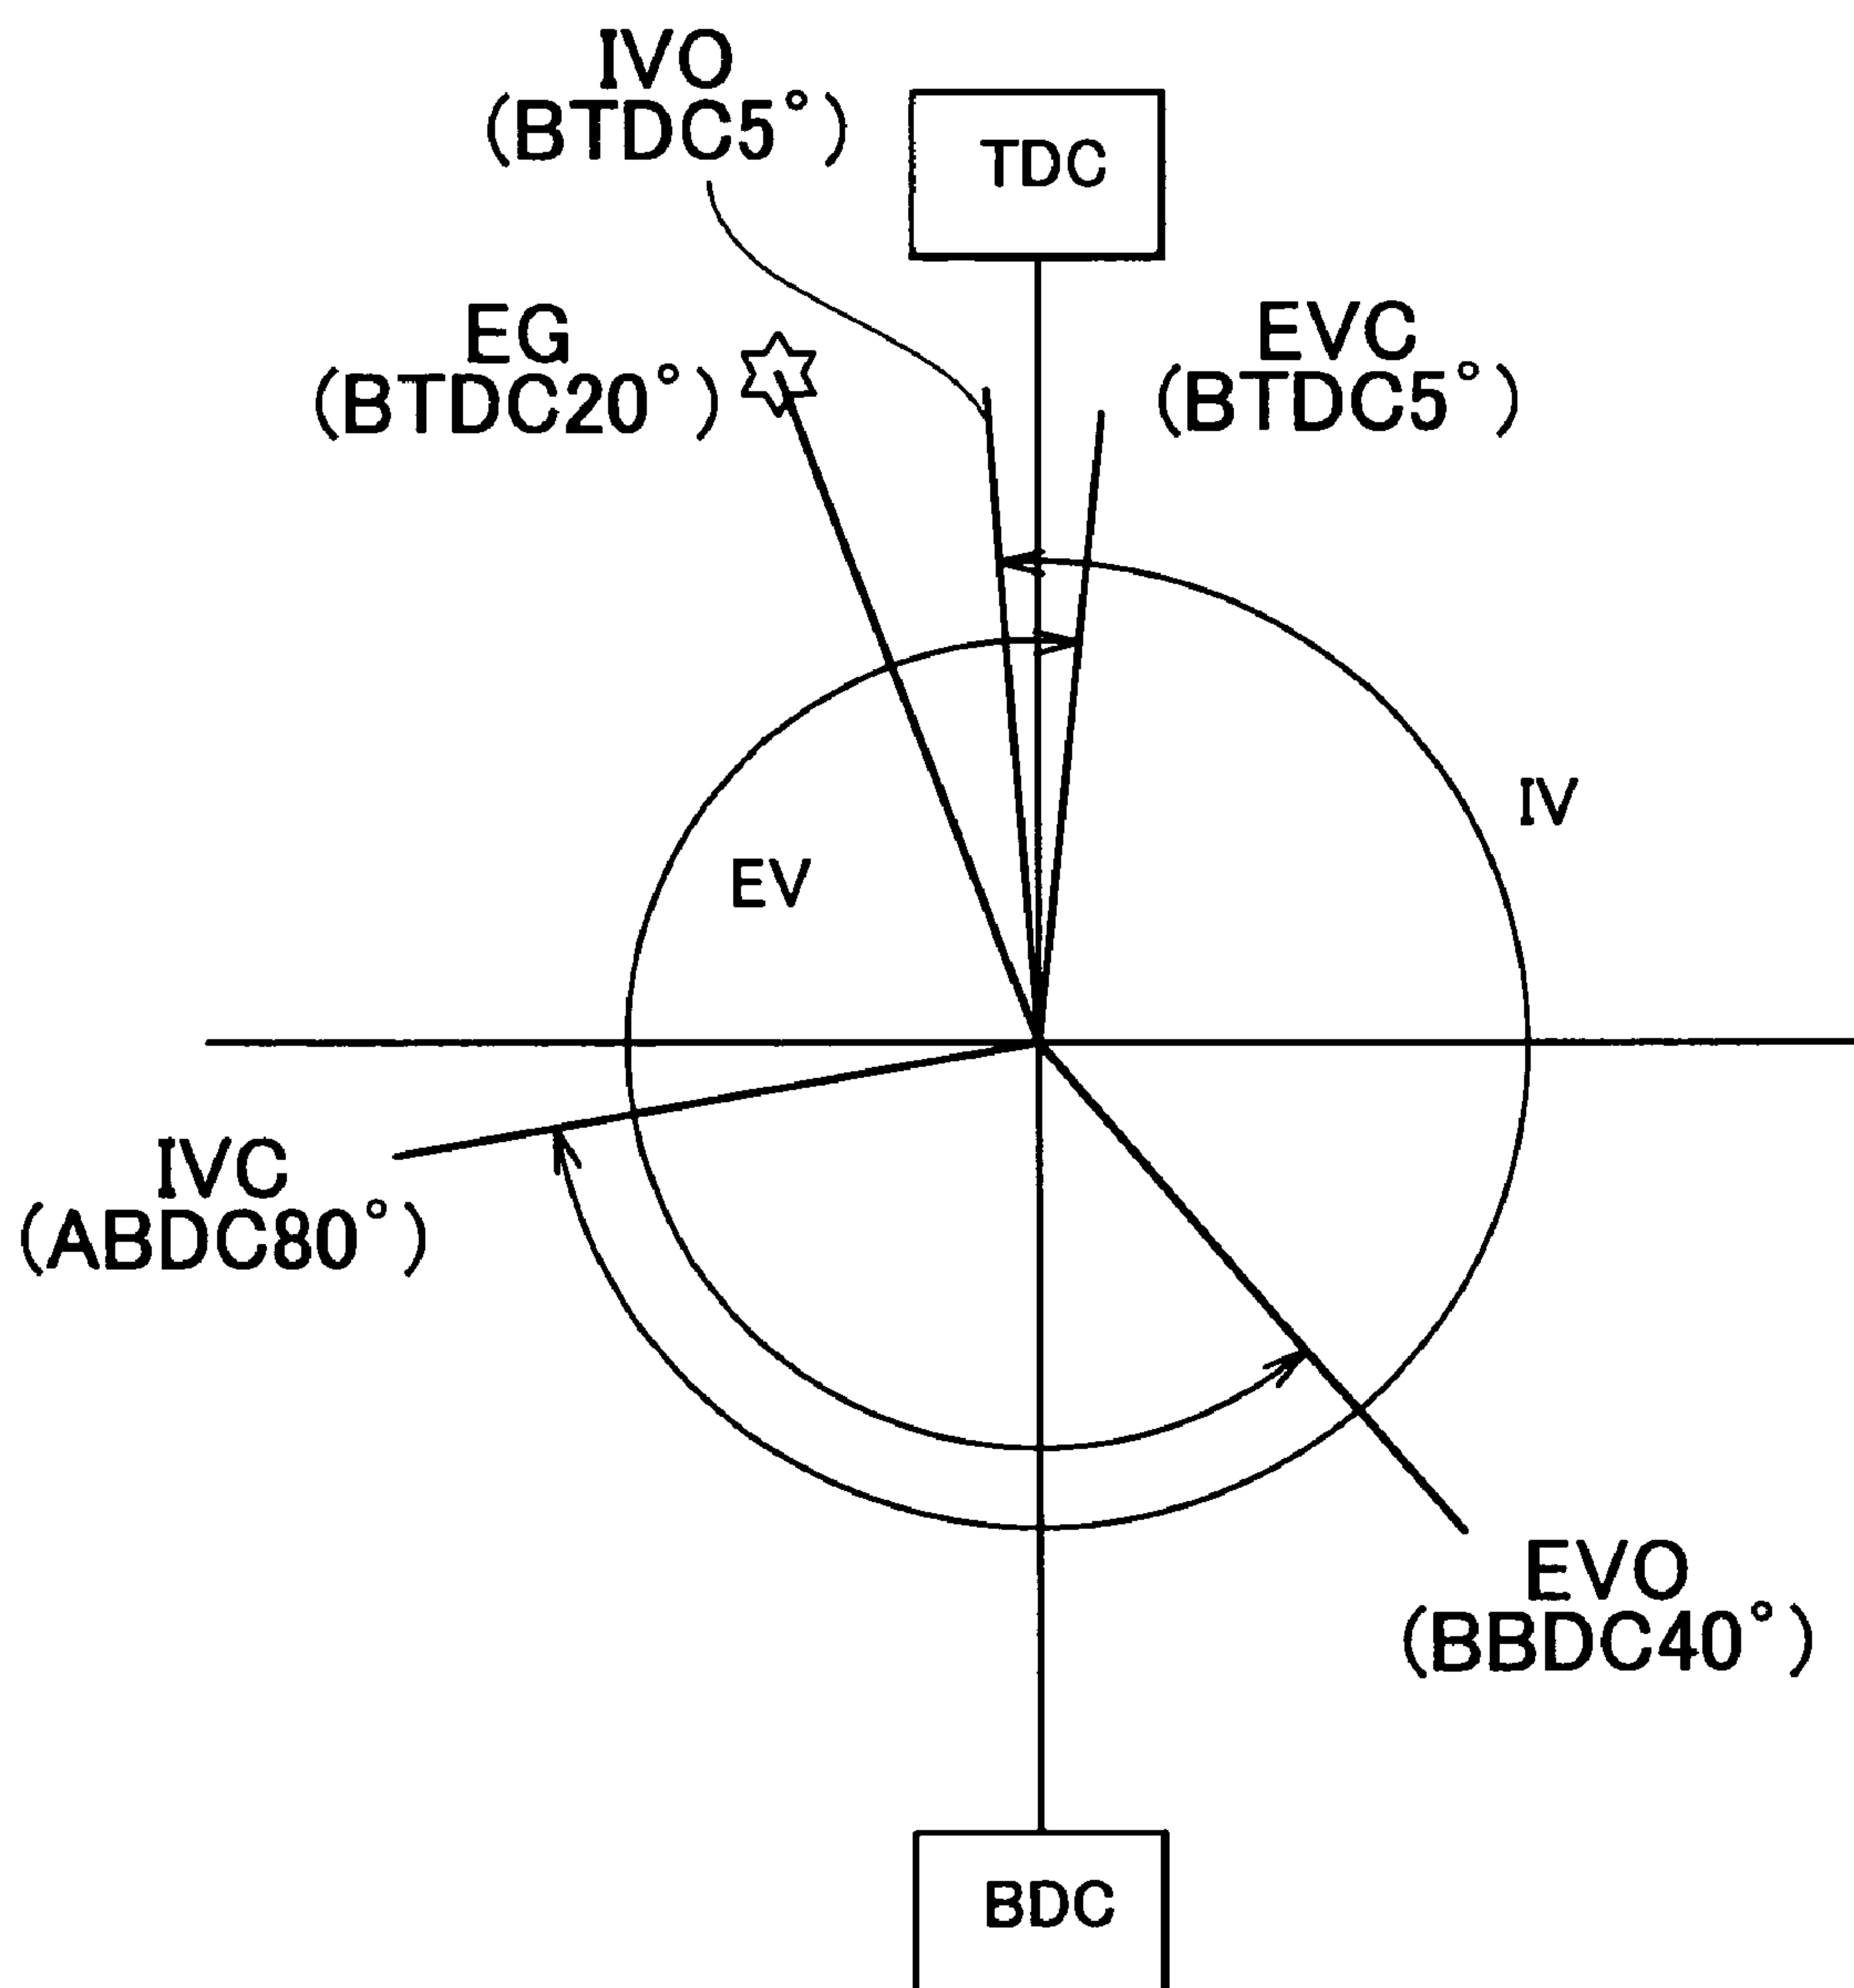 IVO
(BTDC5°)
TDC
EG
(BTDC20°)
EVC
(BTDC5°)
IV
EV
IVC
(ABDC80°)
EVO
(BBDC40°)
BDC